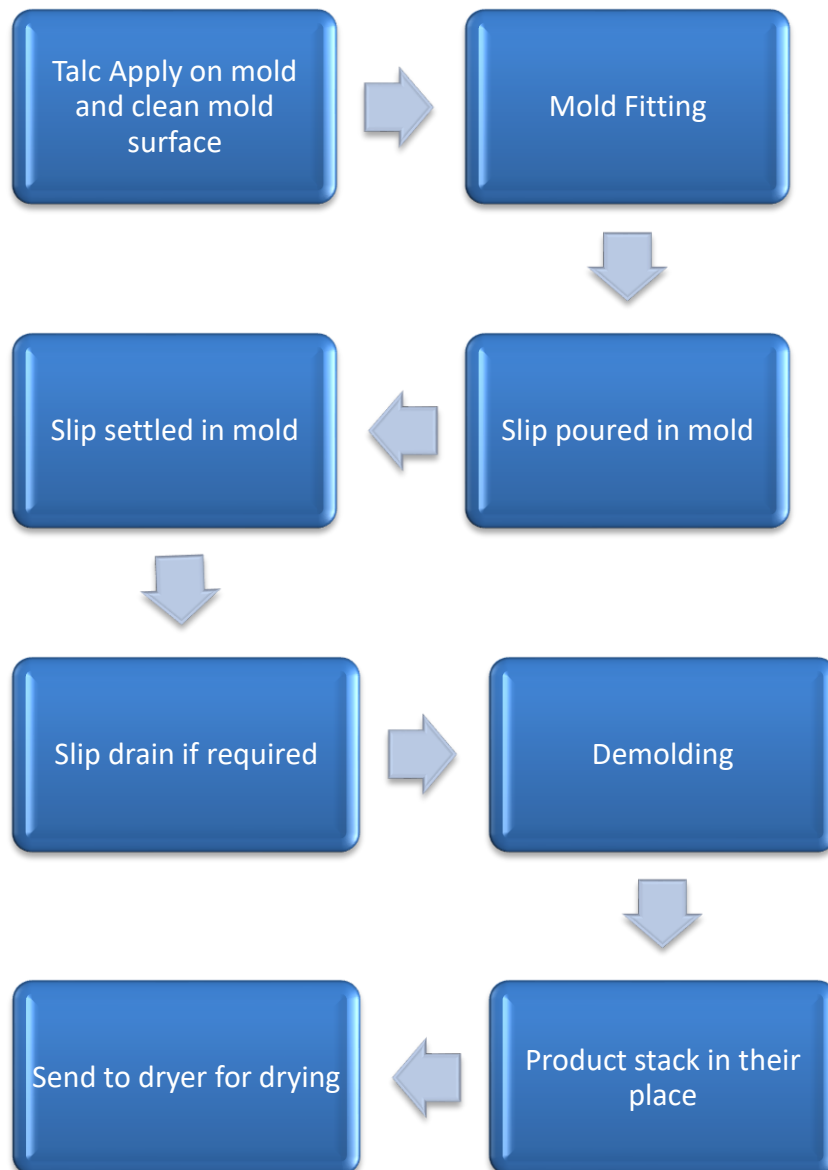 Talc Apply on mold
and clean mold
surface
Mold Fitting
Slip poured in mold
Slip settled in mold
Slip drain if required
Demolding
Product stack in their
place
Send to dryer for drying